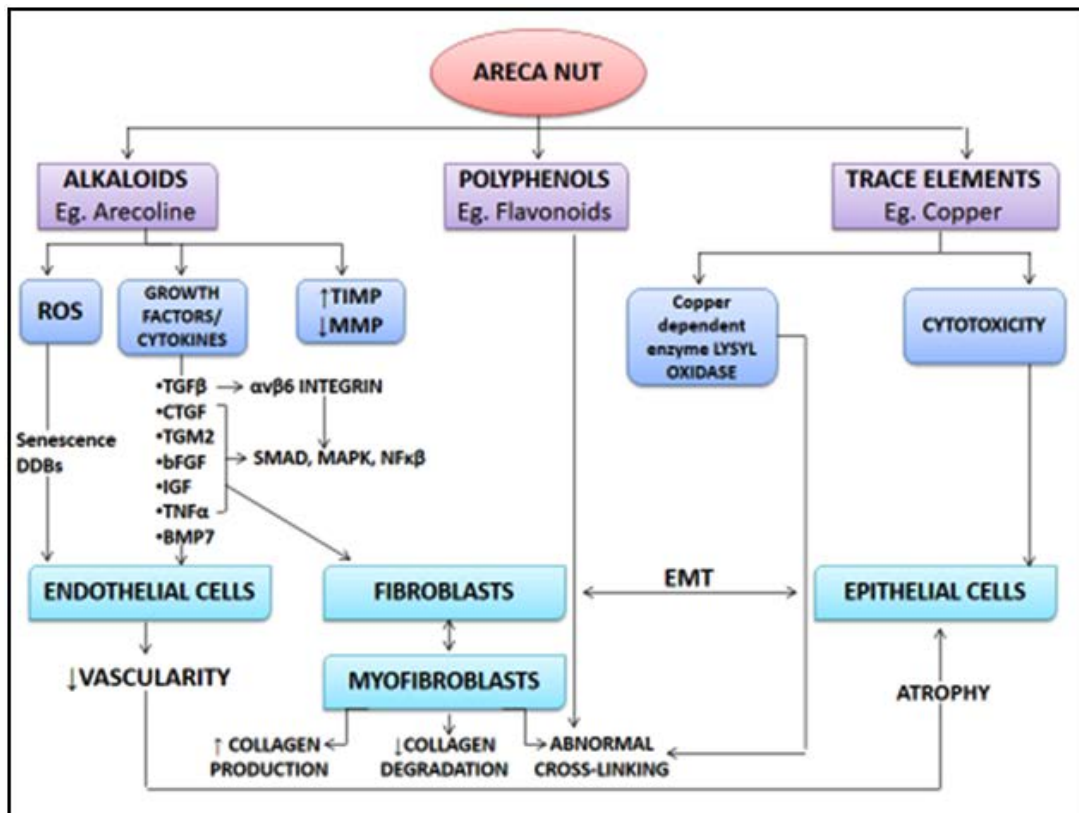 ARECA NUT
ALKALOIDS
Eg. Arecoline
POLYPHENOLS
Eg. Flavonoids
TRACE ELEMENTS
Eg. Copper
ROS
GROWTH
FACTORS/
CYTOKINES
↑TIMP
↓MMP
Copper
dependent
enzyme LYSYL
OXIDASE
CYTOTOXICITY
•TGFβ → αvβ6 INTEGRIN
•CTGF
•TGM2
•bFGF
•IGF
•TNFα
•BMP7
SMAD, MAPK, NFκβ
Senescence
DDBs
ENDOTHELIAL CELLS
FIBROBLASTS
EMT
EPITHELIAL CELLS
↓VASCULARITY
MYOFIBROBLASTS
ATROPHY
↑ COLLAGEN
PRODUCTION
↓COLLAGEN
DEGRADATION
ABNORMAL
CROSS-LINKING